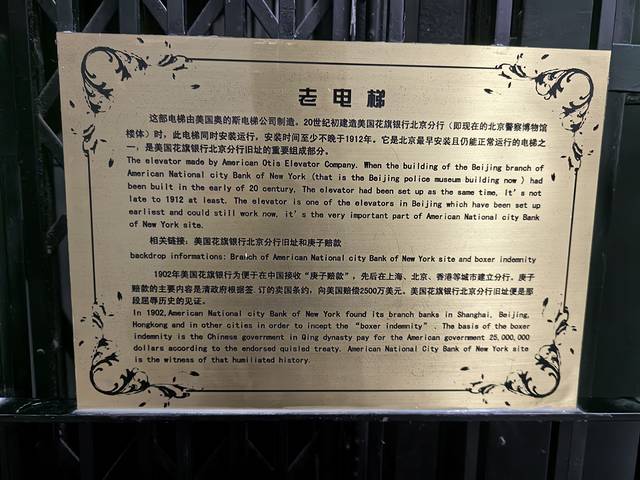 老电梯
这部电梯由美国奥的斯电梯公司制造。20世纪初建造美国花旗银行北京分行（即现在的北京警察博物馆
楼体）时，此电梯同时安装运行，安装时间至少不晚于1912年。它是北京最早安装且仍能正常运行的电梯之
一，是美国花旗银行北京分行旧址的重要组成部分。
The elevator made by American Otis Elevator Company. When the building of the Beijing branch of
American National city Bank of New York (that is the Beijing police museum building now ) had
been built in the early of 20 century, The elevator had been set up as the same time. It's not
late to 1912 at least. The elevator is one of the elevators in Beijing which have been set up
earliest and could still work now, it's the very important part of American National city Bank
of New York site.
相关链接：美国花旗银行北京分行旧址和庚子赔款
backdrop informations: Branch of American National city Bank of New York site and boxer indemnity
1902年美国花旗银行为便于在中国接收“庚子赔款”，先后在上海、北京、香港等城市建立分行。庚子
赔款的主要内容是清政府根据签.订的卖国条约，向美国赔偿2500万美元。美国花旗银行北京分行旧址便是那
段屈辱历史的见证。
In 1902,American National city Bank of New York found its branch banks in Shanghai, Beijing,
Hongkong and in other cities in order to incept the “boxer indemnity” . The basis of the boxer
indemnity is the Chinese government in Qing dynasty pay for the American government 25,000,000
dollars according to the endorsed quisled treaty. American National City Bank of New York site
is the witness of that humiliated history.